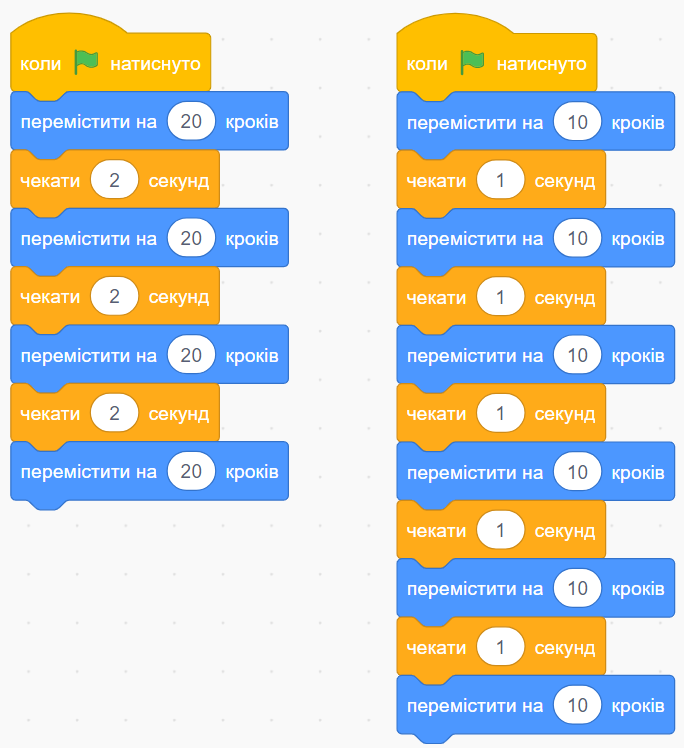 коли натиснуто
перемістити на 20 кроків
чекати 2 секунд
перемістити на 20 кроків
чекати 2 секунд
перемістити на 20 кроків
чекати 2 секунд
перемістити на 20 кроків
коли натиснуто
перемістити на 10 кроків
чекати 1 секунд
перемістити на 10 кроків
чекати 1 секунд
перемістити на 10 кроків
чекати 1 секунд
перемістити на 10 кроків
чекати 1 секунд
перемістити на 10 кроків
чекати 1 секунд
перемістити на 10 кроків